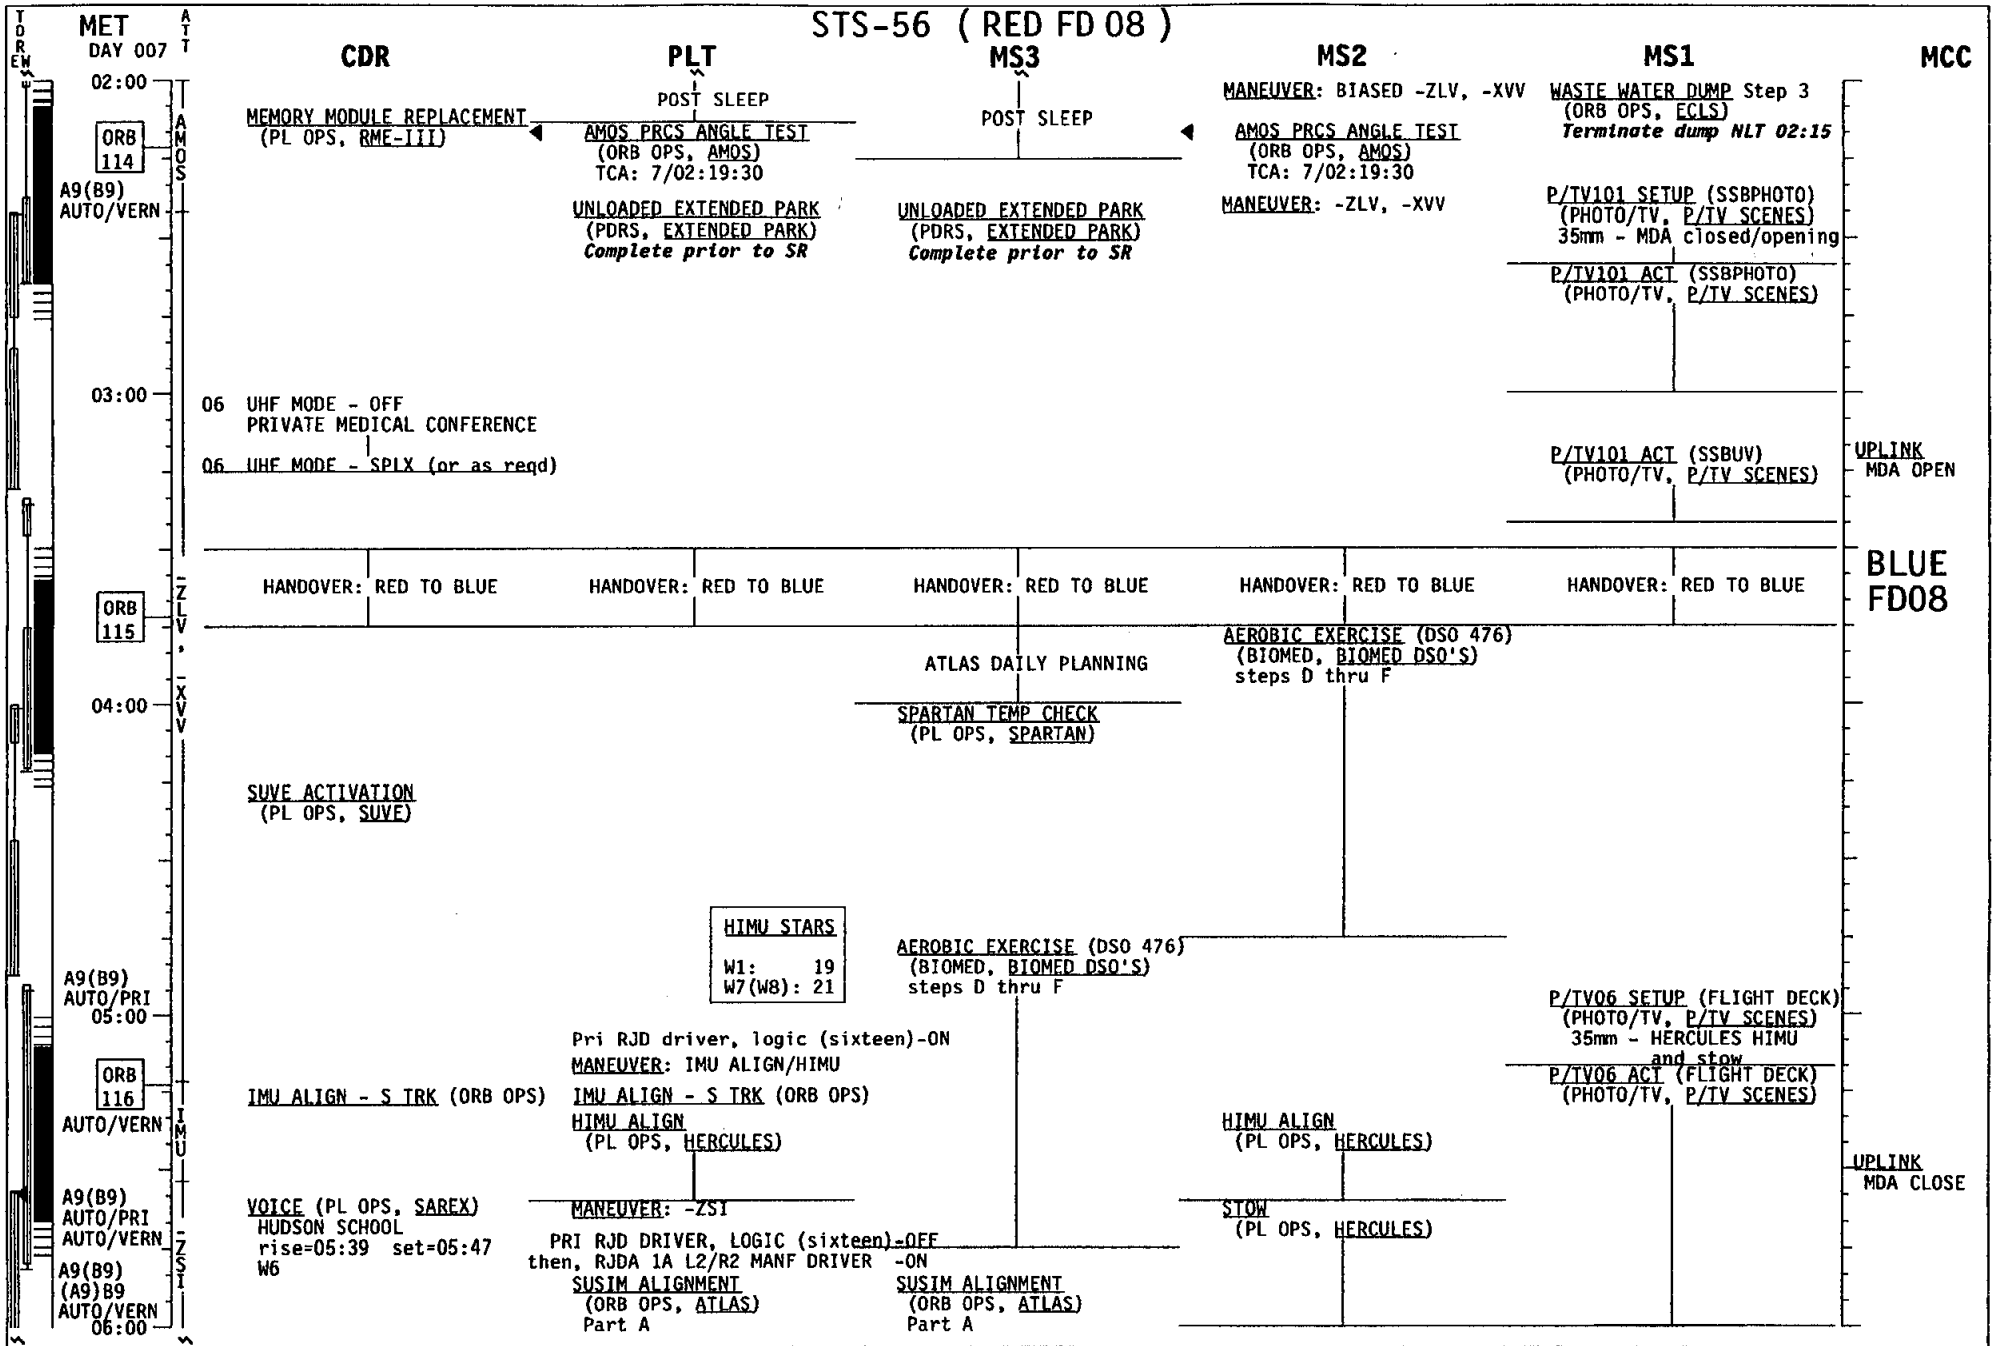 STS-56 ( RED FD 08 )
TDRS
E W
MET
DAY 007
ATT
CDR
PLT
MS3
MS2
MS1
MCC
02:00
ORB
114
A9(B9)
AUTO/VERN
03:00
ORB
115
04:00
A9(B9)
AUTO/PRI
05:00
ORB
116
AUTO/VERN
A9(B9)
AUTO/PRI
AUTO/VERN
A9(B9)
(A9)B9
AUTO/VERN
06:00
AMOS
-ZLV, -XVV
IMU
-ZSI
MEMORY MODULE REPLACEMENT
(PL OPS, RME-III)
06 UHF MODE - OFF
PRIVATE MEDICAL CONFERENCE
06 UHF MODE - SPLX (or as reqd)
HANDOVER: RED TO BLUE
SUVE ACTIVATION
(PL OPS, SUVE)
IMU ALIGN - S TRK (ORB OPS)
VOICE (PL OPS, SAREX)
HUDSON SCHOOL
rise=05:39 set=05:47
W6
POST SLEEP
AMOS PRCS ANGLE TEST
(ORB OPS, AMOS)
TCA: 7/02:19:30
UNLOADED EXTENDED PARK
(PDRS, EXTENDED PARK)
Complete prior to SR
HANDOVER: RED TO BLUE
HIMU STARS
W1: 19
W7(W8): 21
Pri RJD driver, logic (sixteen)-ON
MANEUVER: IMU ALIGN/HIMU
IMU ALIGN - S TRK (ORB OPS)
HIMU ALIGN
(PL OPS, HERCULES)
MANEUVER: -ZSI
PRI RJD DRIVER, LOGIC (sixteen)-OFF
then, RJDA 1A L2/R2 MANF DRIVER -ON
SUSIM ALIGNMENT
(ORB OPS, ATLAS)
Part A
POST SLEEP
UNLOADED EXTENDED PARK
(PDRS, EXTENDED PARK)
Complete prior to SR
HANDOVER: RED TO BLUE
ATLAS DAILY PLANNING
SPARTAN TEMP CHECK
(PL OPS, SPARTAN)
AEROBIC EXERCISE (DSO 476)
(BIOMED, BIOMED DSO'S)
steps D thru F
SUSIM ALIGNMENT
(ORB OPS, ATLAS)
Part A
MANEUVER: BIASED -ZLV, -XVV
AMOS PRCS ANGLE TEST
(ORB OPS, AMOS)
TCA: 7/02:19:30
MANEUVER: -ZLV, -XVV
HANDOVER: RED TO BLUE
AEROBIC EXERCISE (DSO 476)
(BIOMED, BIOMED DSO'S)
steps D thru F
HIMU ALIGN
(PL OPS, HERCULES)
STOW
(PL OPS, HERCULES)
WASTE WATER DUMP Step 3
(ORB OPS, ECLS)
Terminate dump NLT 02:15
P/TV101 SETUP (SSBPHOTO)
(PHOTO/TV, P/TV SCENES)
35mm - MDA closed/opening
P/TV101 ACT (SSBPHOTO)
(PHOTO/TV, P/TV SCENES)
P/TV101 ACT (SSBUV)
(PHOTO/TV, P/TV SCENES)
HANDOVER: RED TO BLUE
P/TV06 SETUP (FLIGHT DECK)
(PHOTO/TV, P/TV SCENES)
35mm - HERCULES HIMU
and stow
P/TV06 ACT (FLIGHT DECK)
(PHOTO/TV, P/TV SCENES)
UPLINK
MDA OPEN
BLUE
FD08
UPLINK
MDA CLOSE